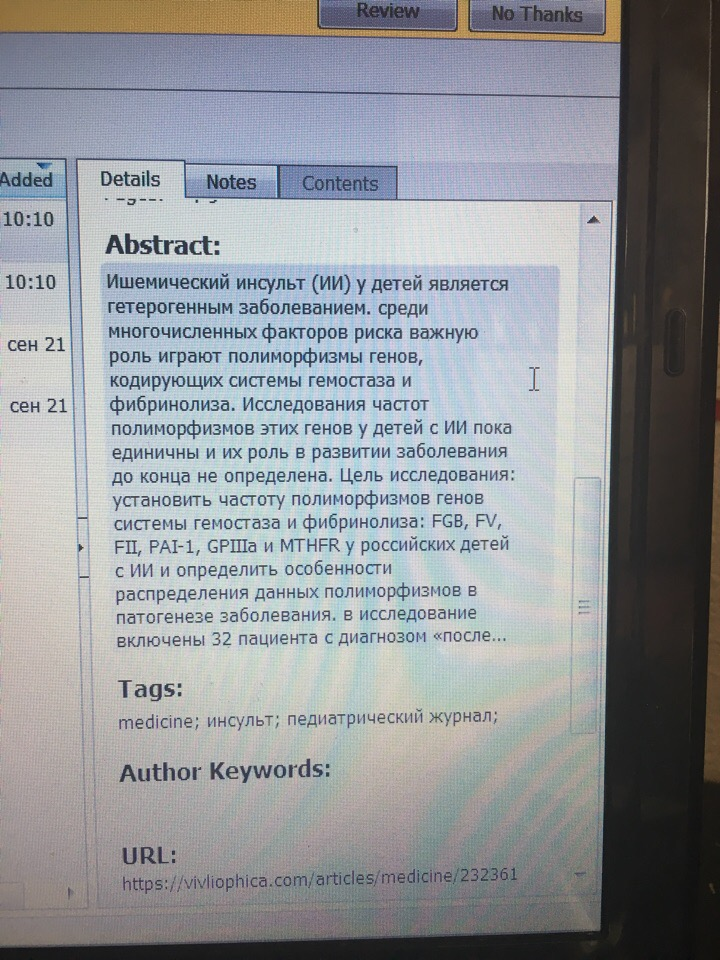 Review
No Thanks
Added
Details
Notes
Contents
10:10
10:10
сен 21
сен 21
Abstract:
Ишемический инсульт (ИИ) у детей является
гетерогенным заболеванием. среди
многочисленных факторов риска важную
роль играют полиморфизмы генов,
кодирующих системы гемостаза и
фибринолиза. Исследования частот
полиморфизмов этих генов у детей с ИИ пока
единичны и их роль в развитии заболевания
до конца не определена. Цель исследования:
установить частоту полиморфизмов генов
системы гемостаза и фибринолиза: FGB, FV,
FII, PAI-1, GPIIIa и MTHFR у российских детей
с ИИ и определить особенности
распределения данных полиморфизмов в
патогенезе заболевания. в исследование
включены 32 пациента с диагнозом «после...
Tags:
medicine; инсульт; педиатрический журнал;
Author Keywords:
URL:
https://vivliophica.com/articles/medicine/232361